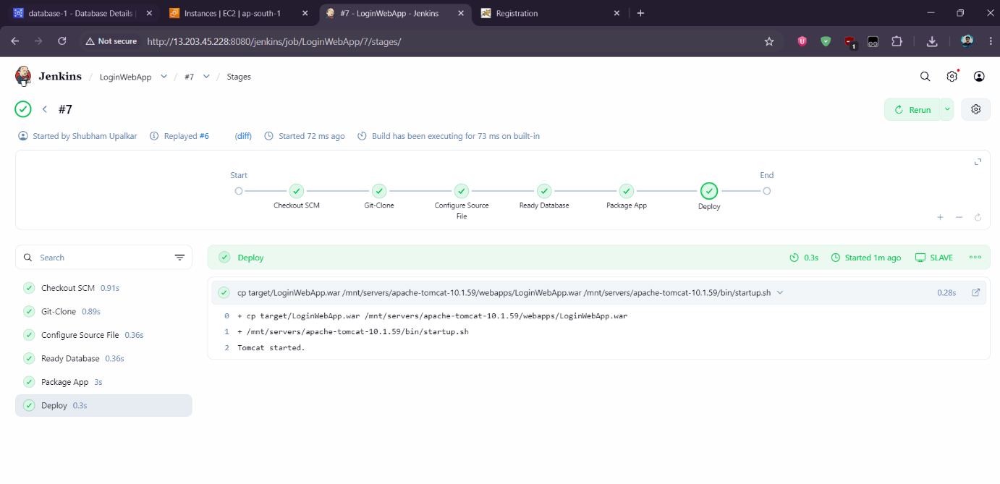 database-1 - Database Details
Instances | EC2 | ap-south-1
#7 - LoginWebApp - Jenkins
Registration
Not secure
http://13.203.45.228:8080/jenkins/job/LoginWebApp/7/stages/
1
Jenkins / LoginWebApp / #7 / Stages
#7
Rerun
Started by Shubham Upalkar
Replayed #6
(diff)
Started 72 ms ago
Build has been executing for 73 ms on built-in
Start
End
Checkout SCM
Git-Clone
Configure Source
File
Ready Database
Package App
Deploy
Search
Checkout SCM 0.91s
Git-Clone 0.89s
Configure Source File 0.36s
Ready Database 0.36s
Package App 3s
Deploy 0.3s
Deploy
0.3s
Started 1m ago
SLAVE
cp target/LoginWebApp.war /mnt/servers/apache-tomcat-10.1.59/webapps/LoginWebApp.war /mnt/servers/apache-tomcat-10.1.59/bin/startup.sh
0.28s
0 + cp target/LoginWebApp.war /mnt/servers/apache-tomcat-10.1.59/webapps/LoginWebApp.war
1 + /mnt/servers/apache-tomcat-10.1.59/bin/startup.sh
2 Tomcat started.